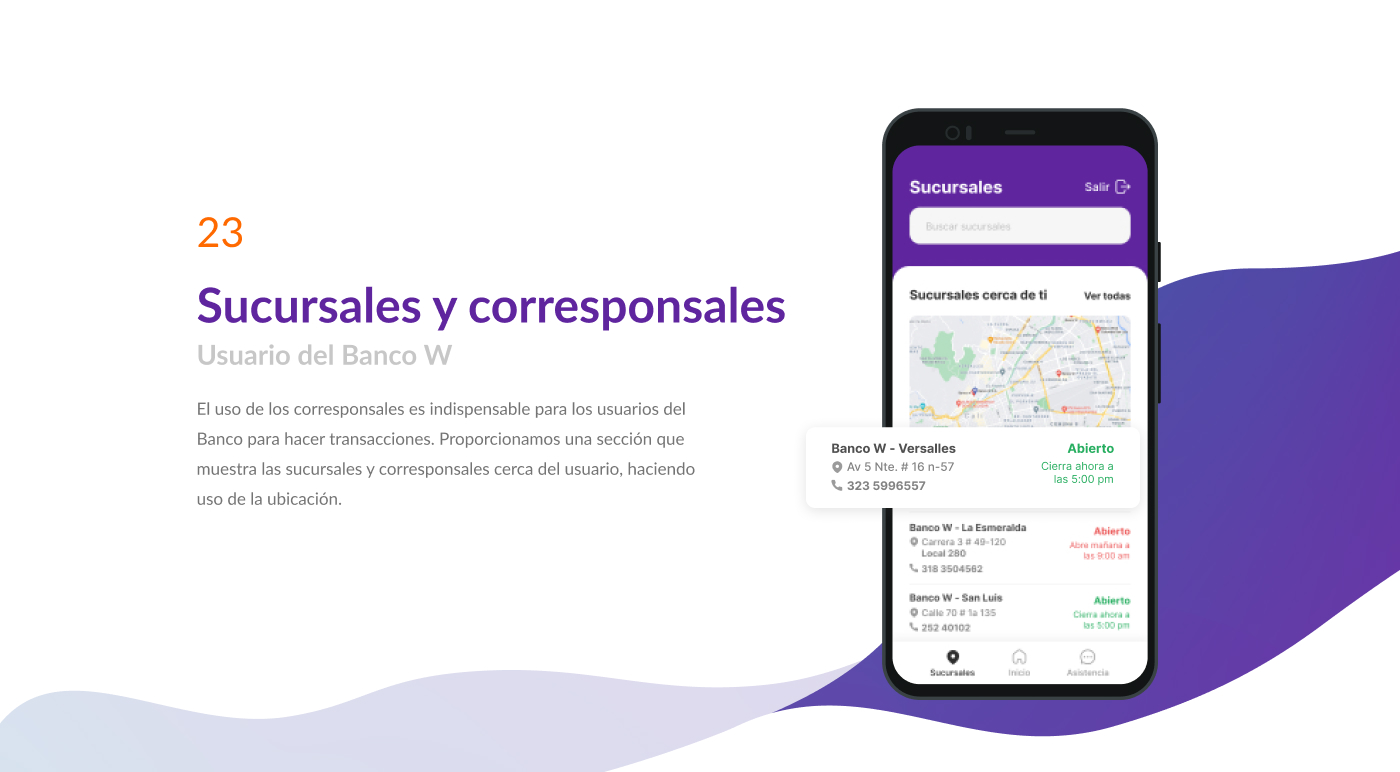 23
Sucursales y corresponsales
Usuario del Banco W
El uso de los corresponsales es indispensable para los usuarios del
Banco para hacer transacciones. Proporcionamos una sección que
muestra las sucursales y corresponsales cerca del usuario, haciendo
uso de la ubicación.
Sucursales
Salir
Buscar sucursales
Sucursales cerca de ti
Ver todas
Banco W - Versalles
Abierto
Av 5 Nte. # 16 n-57
Cierra ahora a
las 5:00 pm
323 5996557
Banco W - La Esmeralda
Abierto
Carrera 3 # 49-120
Local 280
Abre mañana a
las 9:00 am
318 3504562
Banco W - San Luis
Abierto
Calle 70 # 1a 135
Cierra ahora a
las 5:00 pm
252 40102
Sucursales
Inicio
Asistencia